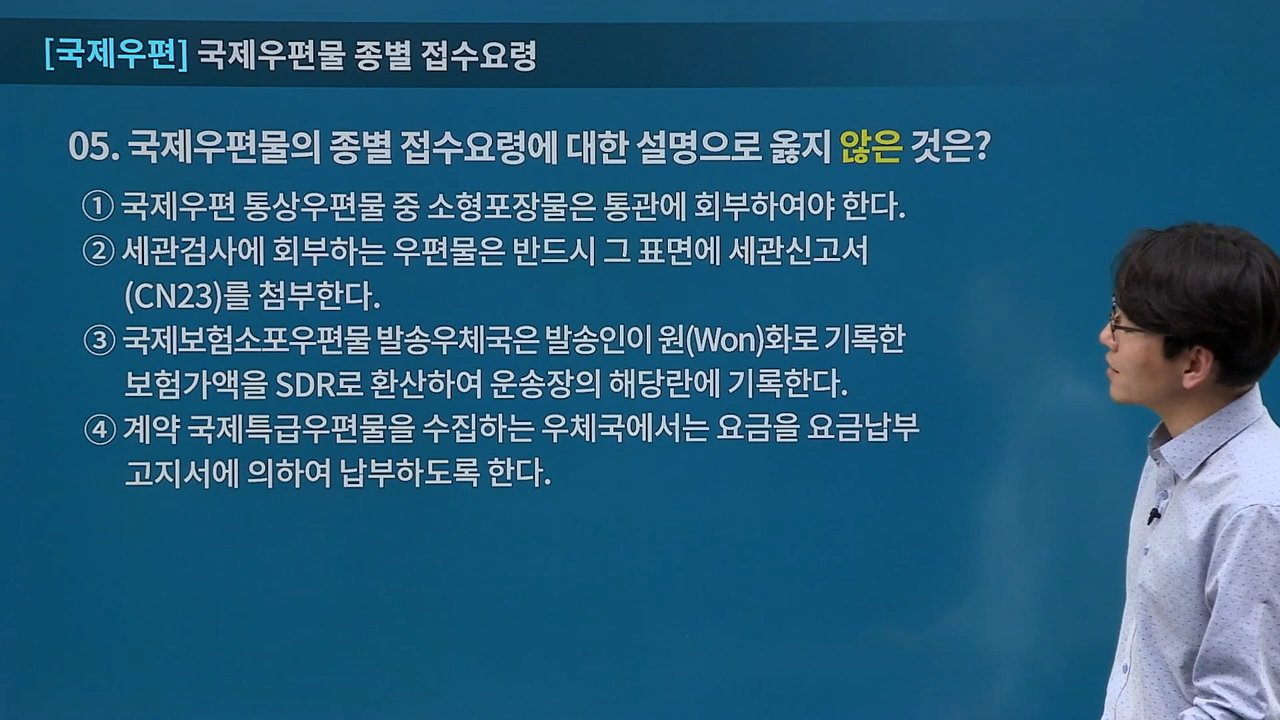 [국제우편] 국제우편물 종별 접수요령
05. 국제우편물의 종별 접수요령에 대한 설명으로 옳지 않은 것은?
① 국제우편 통상우편물 중 소형포장물은 통관에 회부하여야 한다.
② 세관검사에 회부하는 우편물은 반드시 그 표면에 세관신고서
(CN23)를 첨부한다.
③ 국제보험소포우편물 발송우체국은 발송인이 원(Won)화로 기록한
보험가액을 SDR로 환산하여 운송장의 해당란에 기록한다.
④ 계약 국제특급우편물을 수집하는 우체국에서는 요금을 요금납부
고지서에 의하여 납부하도록 한다.